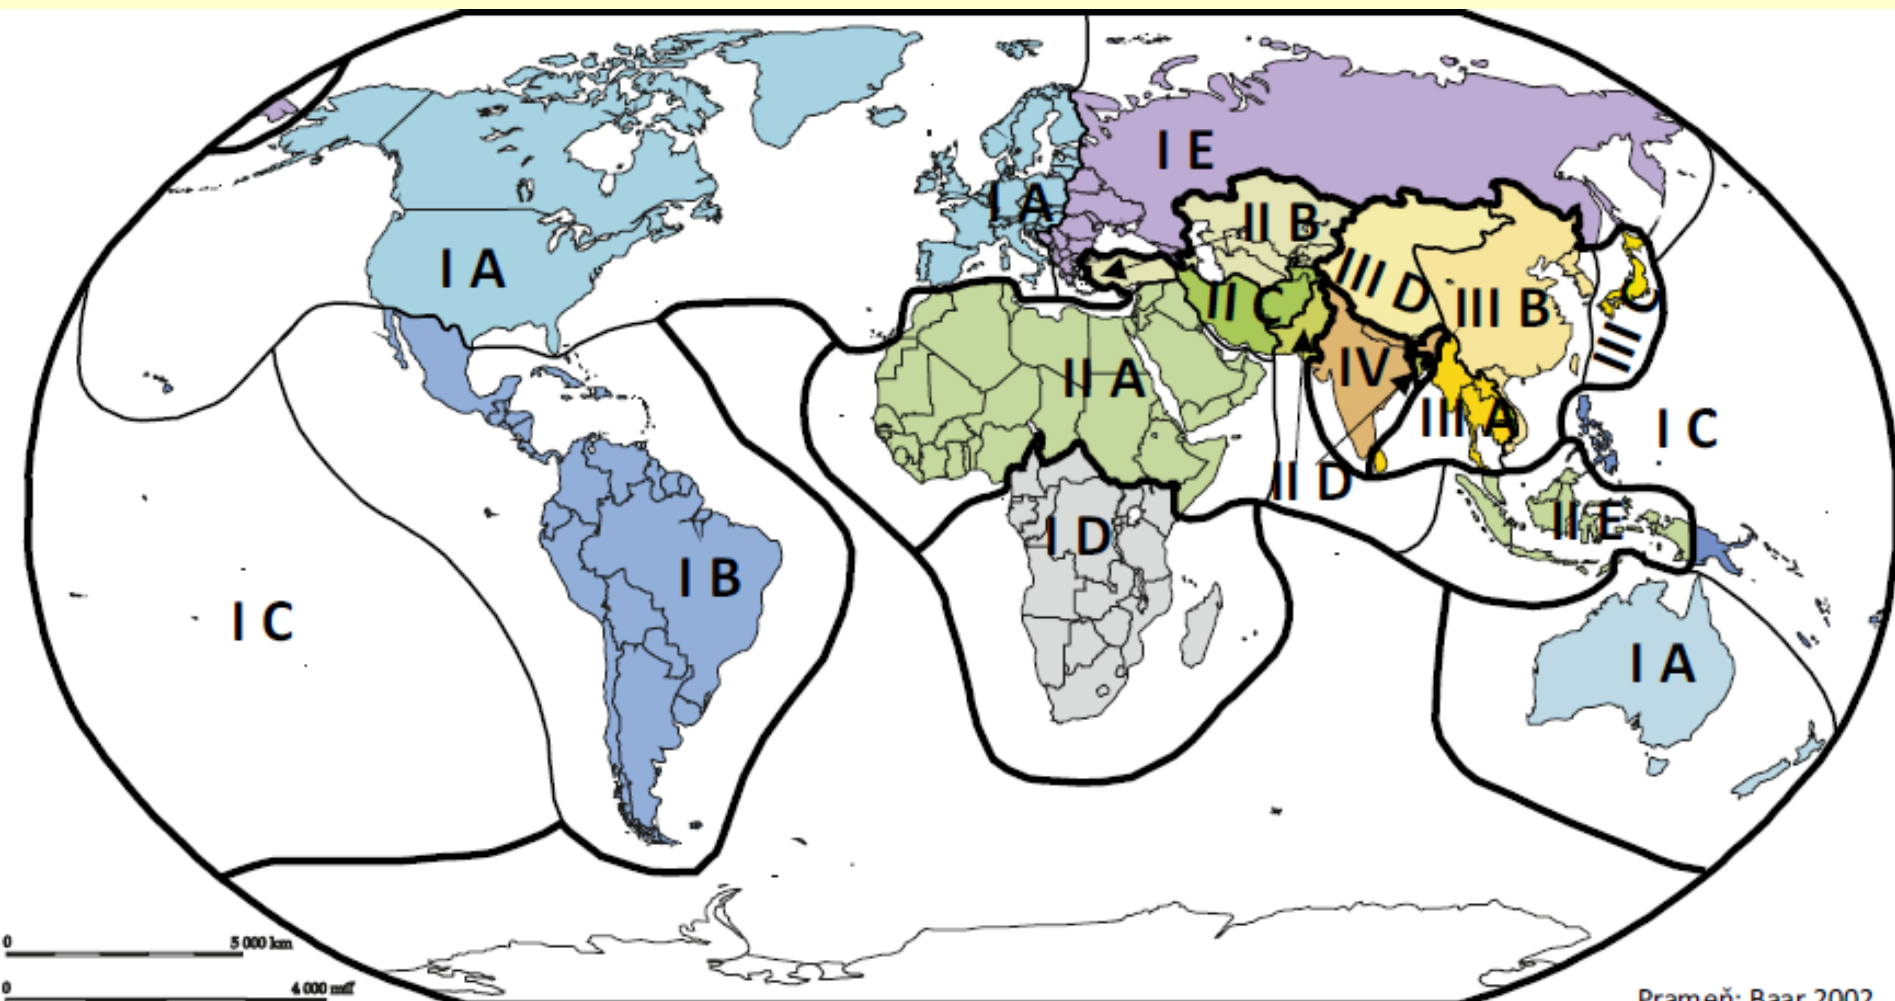 I E
I A
II B
I A
III D
II C
III B
III C
IV
II A
III A
I C
II D
II E
I D
I B
I C
I A
0 5 000 km
0 4 000 mil
Prameň: Baar 2002